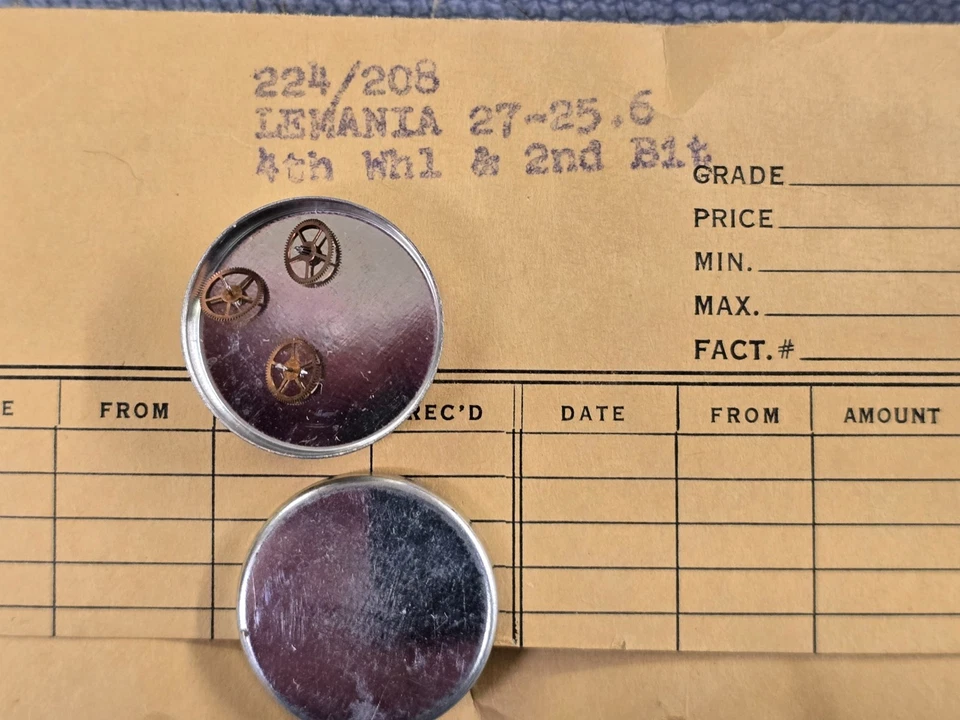 224/208
LEMANIA 27-25.6
4th Whl & 2nd Bit
GRADE
PRICE
MIN.
MAX.
FACT.#
E FROM REC'D DATE FROM AMOUNT